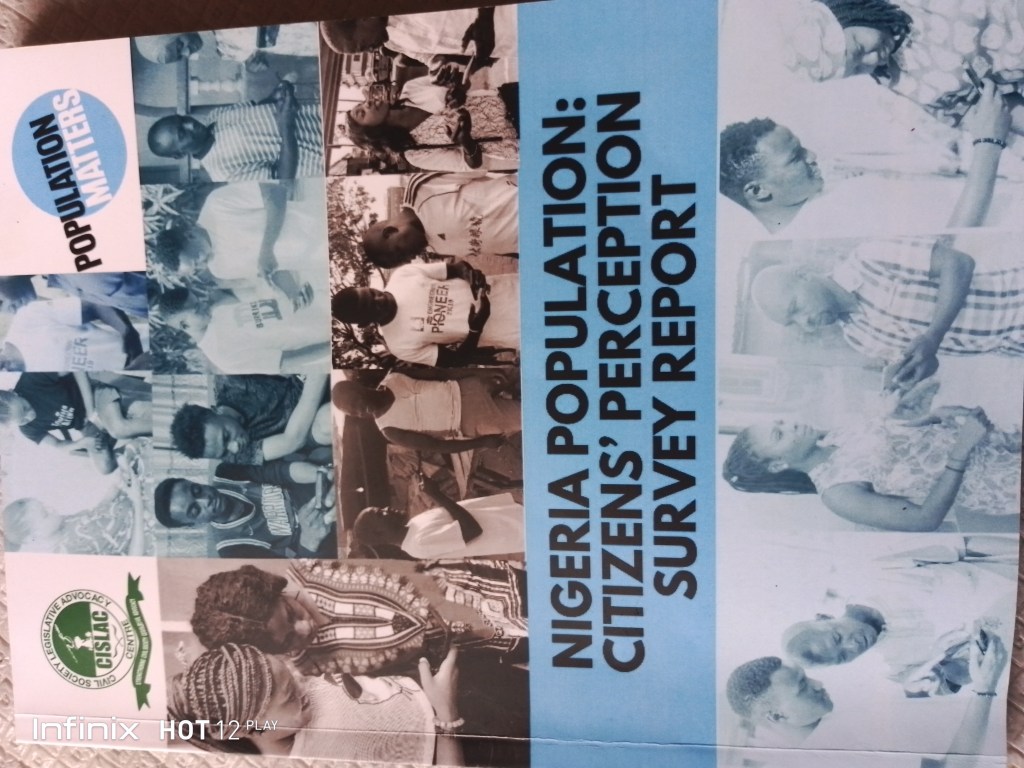 CIVIL SOCIETY LEGISLATIVE ADVOCACY
CISLAC
CENTRE
POPULATION
MATTERS
PIONEER
NIGERIA POPULATION:
CITIZENS' PERCEPTION
SURVEY REPORT
Infinix HOT 12 PLAY